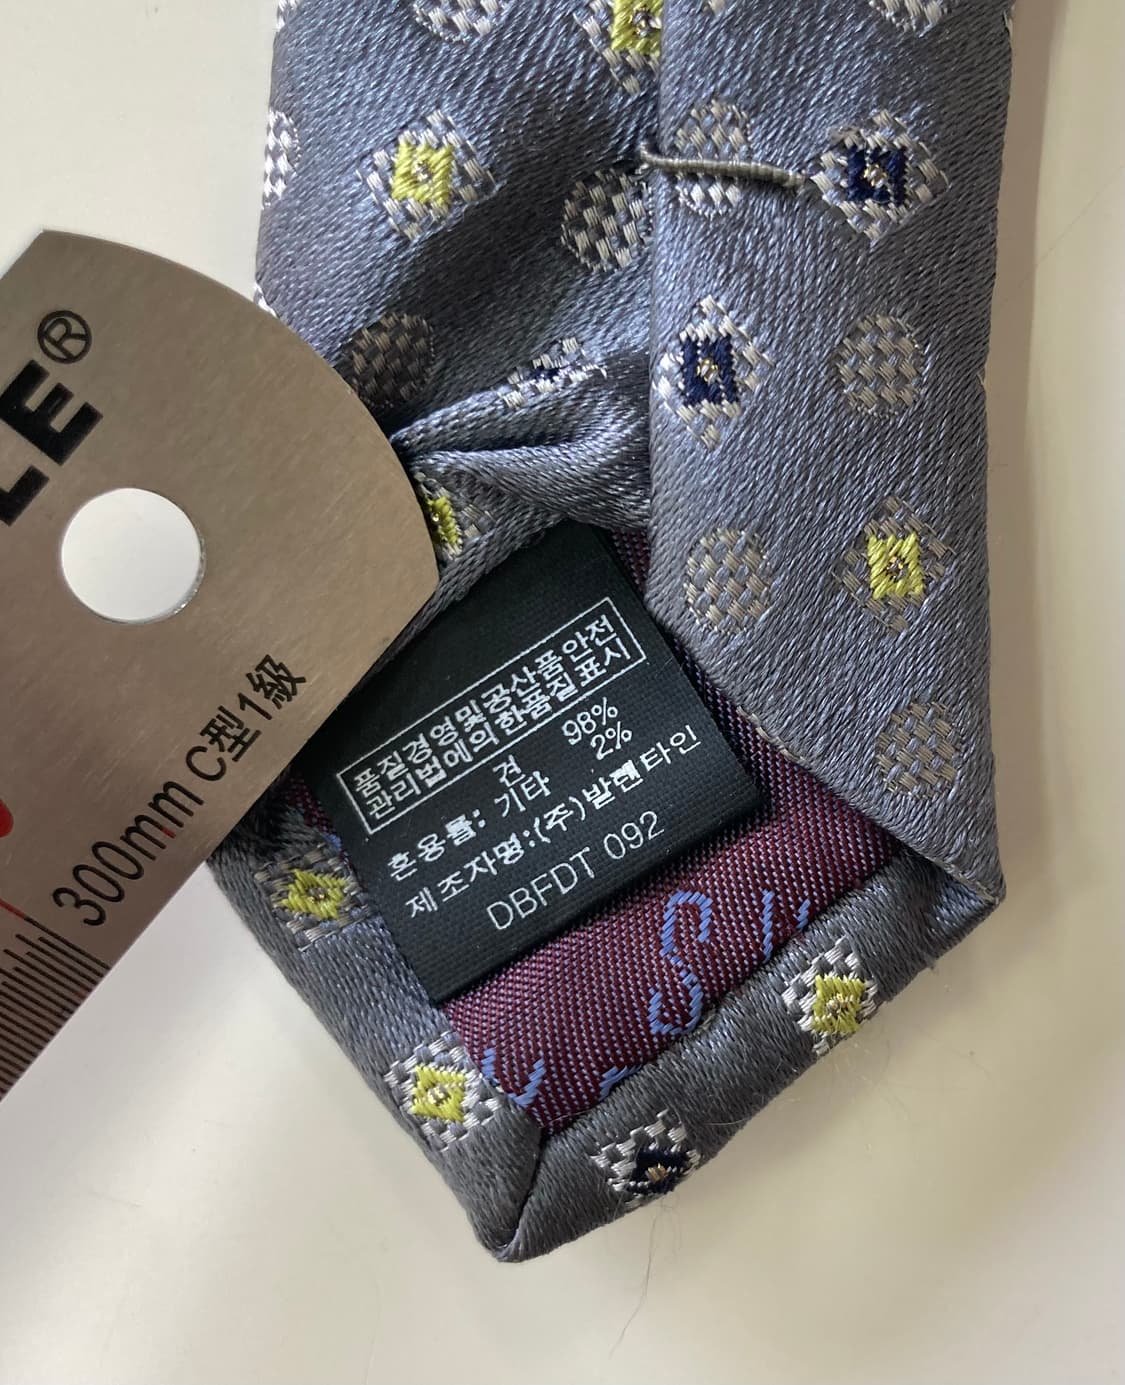 LE®
300mm C型1級
품질경영및공산품안전
관리법에의한품질표시
혼용률: 견 98%
기타 2%
제조자명:(주)발렌타인
DBFDT 092